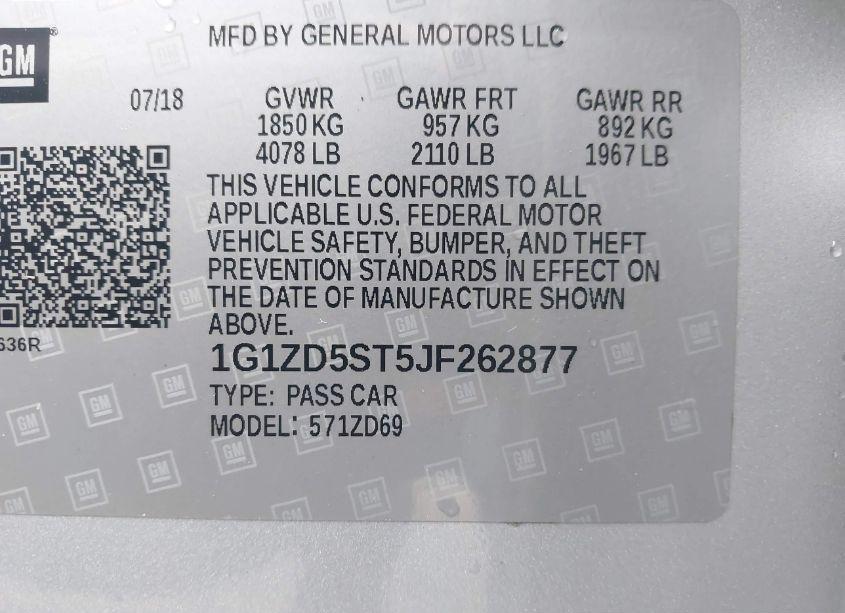 GM
MFD BY GENERAL MOTORS LLC
07/18 GVWR GAWR FRT GAWR RR
1850 KG 957 KG 892 KG
4078 LB 2110 LB 1967 LB
THIS VEHICLE CONFORMS TO ALL
APPLICABLE U.S. FEDERAL MOTOR
VEHICLE SAFETY, BUMPER, AND THEFT
PREVENTION STANDARDS IN EFFECT ON
THE DATE OF MANUFACTURE SHOWN
ABOVE.
636R
1G1ZD5ST5JF262877
TYPE: PASS CAR
MODEL: 571ZD69